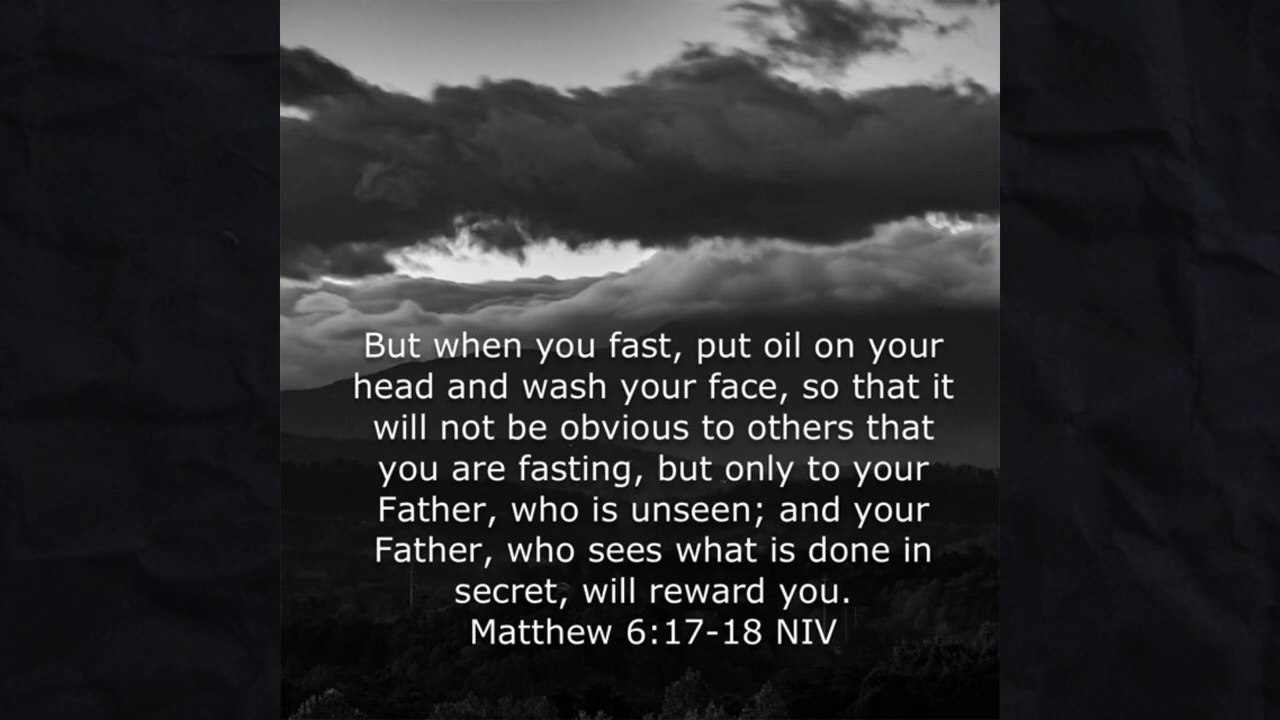 But when you fast, put oil on your
head and wash your face, so that it
will not be obvious to others that
you are fasting, but only to your
Father, who is unseen; and your
Father, who sees what is done in
secret, will reward you.
Matthew 6:17-18 NIV